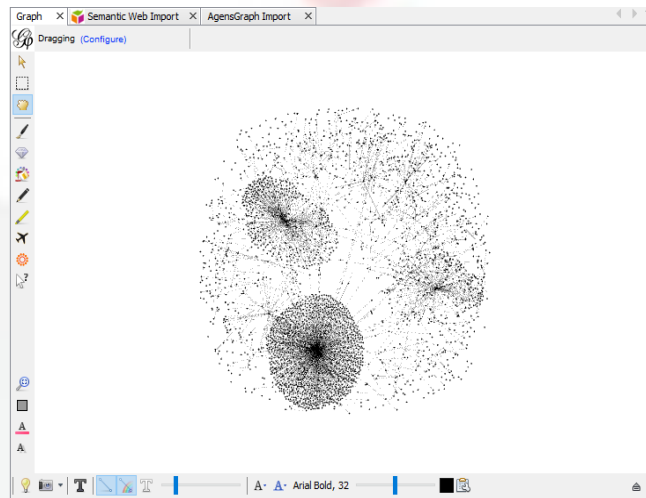 Graph X Semantic Web Import X AgensGraph Import X
Dragging (Configure)
?
A
A
T T A- A- Arial Bold, 32